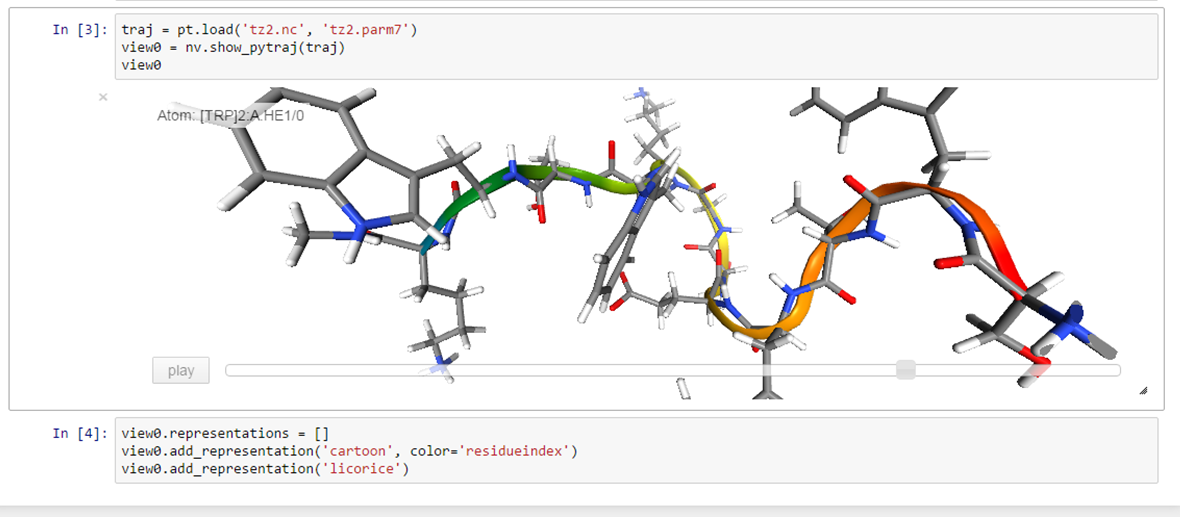 In [3]: traj = pt.load('tz2.nc', 'tz2.parm7')
view0 = nv.show_pytraj(traj)
view0
×
Atom: [TRP]2:A.HE1/0
play
In [4]: view0.representations = []
view0.add_representation('cartoon', color='residueindex')
view0.add_representation('licorice')